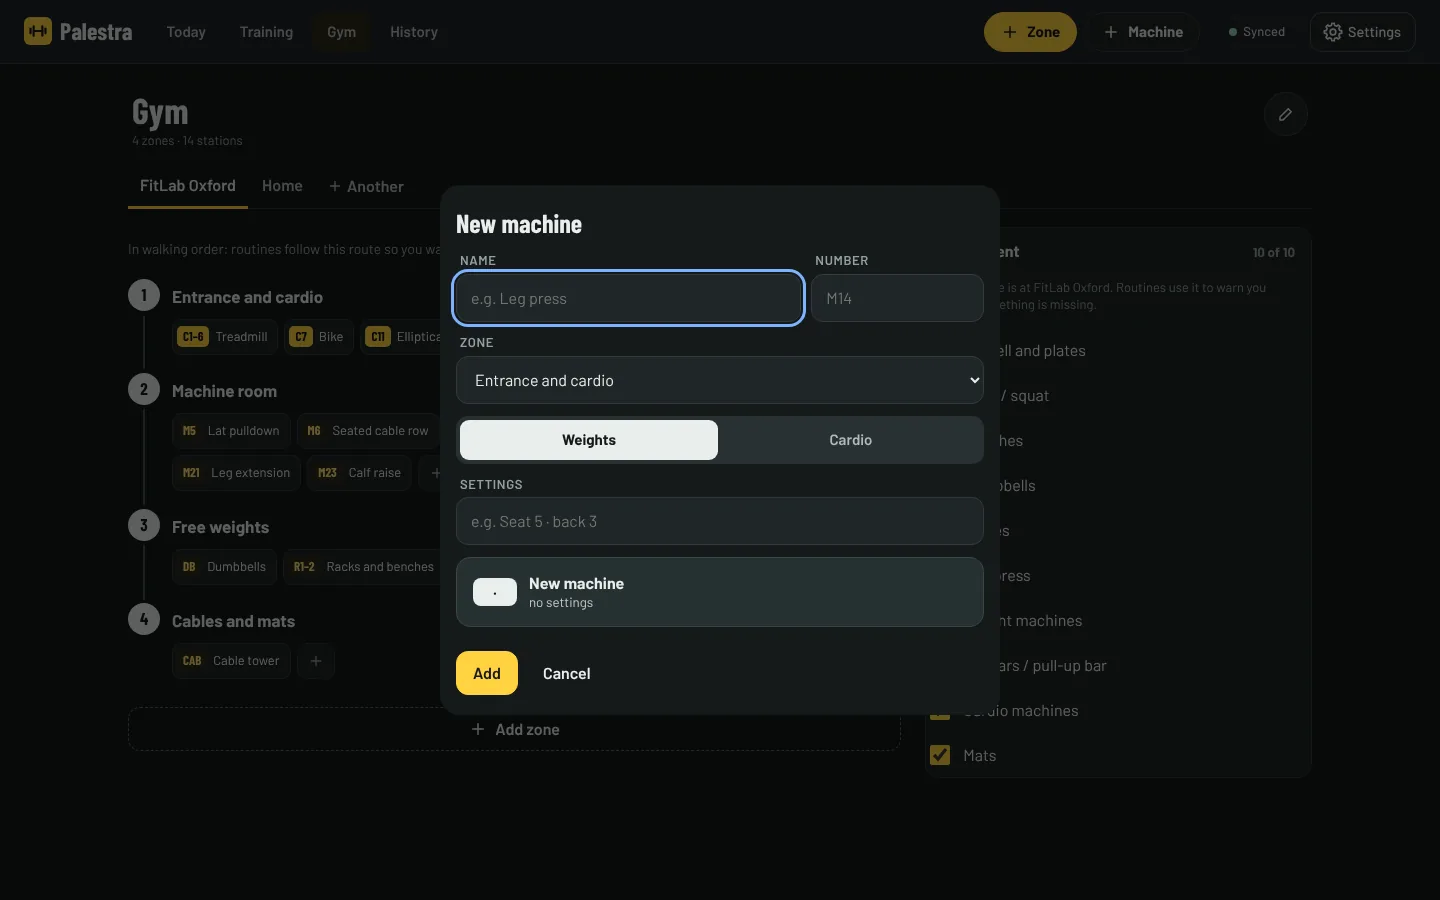 Palestra
Today
Training
Gym
History
+ Zone
+ Machine
Synced
Settings
Gym
4 zones · 14 stations
FitLab Oxford
Home
+ Another
In walking order: routines follow this route so you wa
1
Entrance and cardio
C1-6 Treadmill
C7 Bike
C11 Elliptica
2
Machine room
M5 Lat pulldown
M6 Seated cable row
M21 Leg extension
M23 Calf raise
+
3
Free weights
DB Dumbbells
R1-2 Racks and benches
4
Cables and mats
CAB Cable tower
+
+ Add zone
New machine
NAME
e.g. Leg press
NUMBER
M14
ZONE
Entrance and cardio
Weights
Cardio
SETTINGS
e.g. Seat 5 · back 3
·
New machine
no settings
Add
Cancel
ent
10 of 10
e is at FitLab Oxford. Routines use it to warn you
ething is missing.
ell and plates
/ squat
hes
bells
es
ress
nt machines
ars / pull-up bar
Cardio machines
Mats